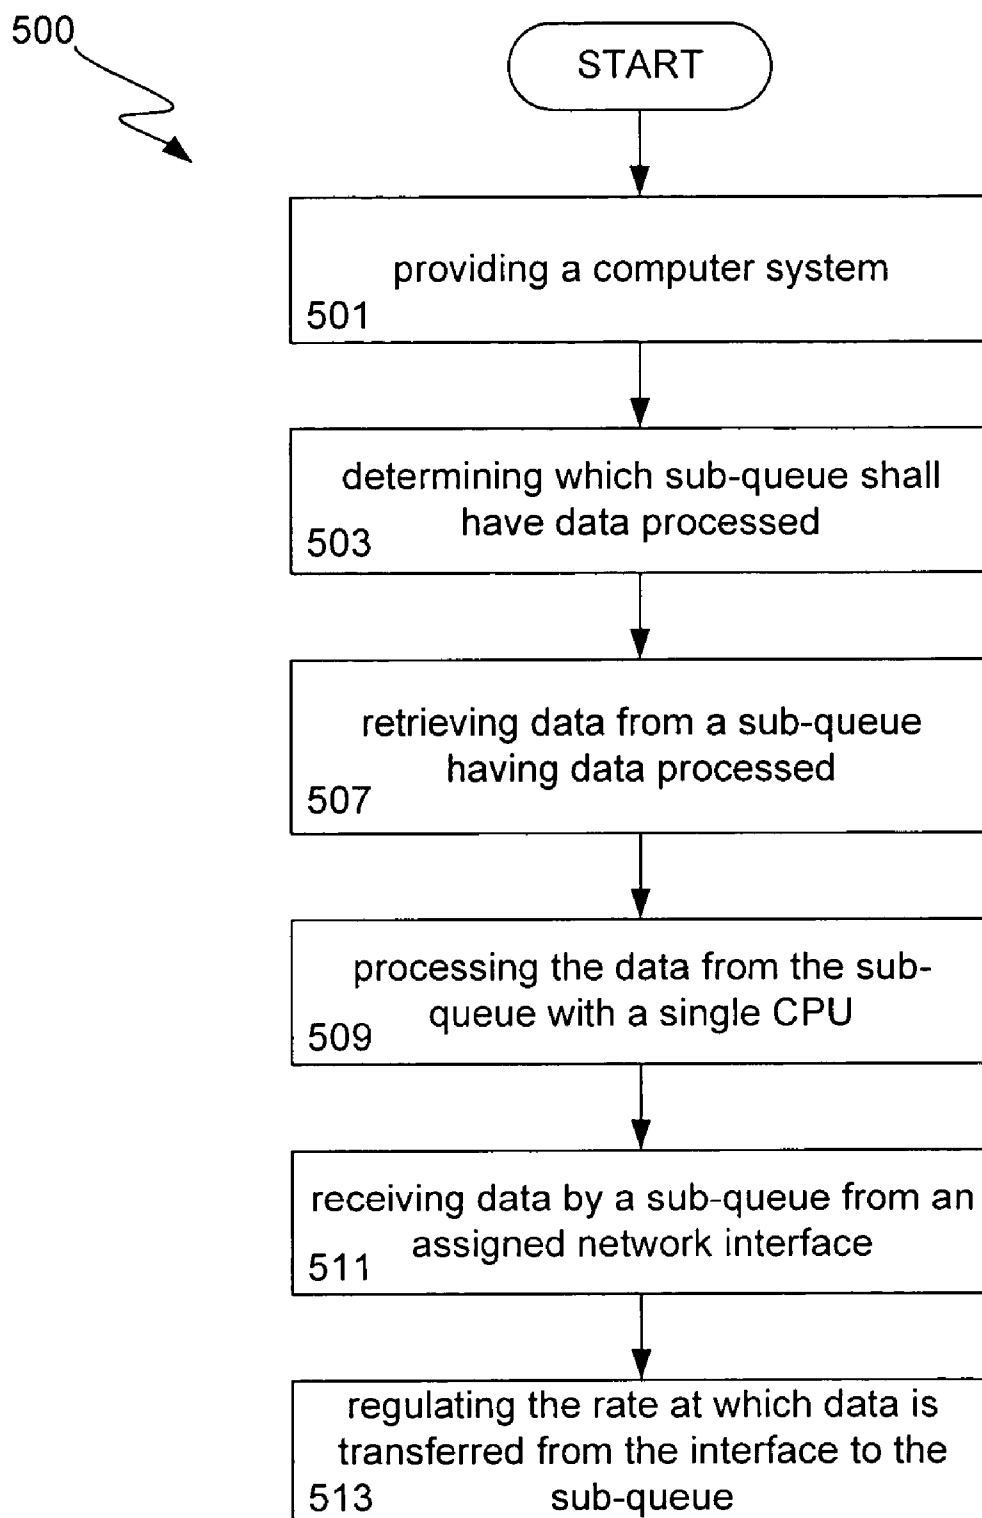 500
START
providing a computer system
501
determining which sub-queue shall
have data processed
503
retrieving data from a sub-queue
having data processed
507
processing the data from the sub-
queue with a single CPU
509
receiving data by a sub-queue from an
assigned network interface
511
regulating the rate at which data is
transferred from the interface to the
sub-queue
513